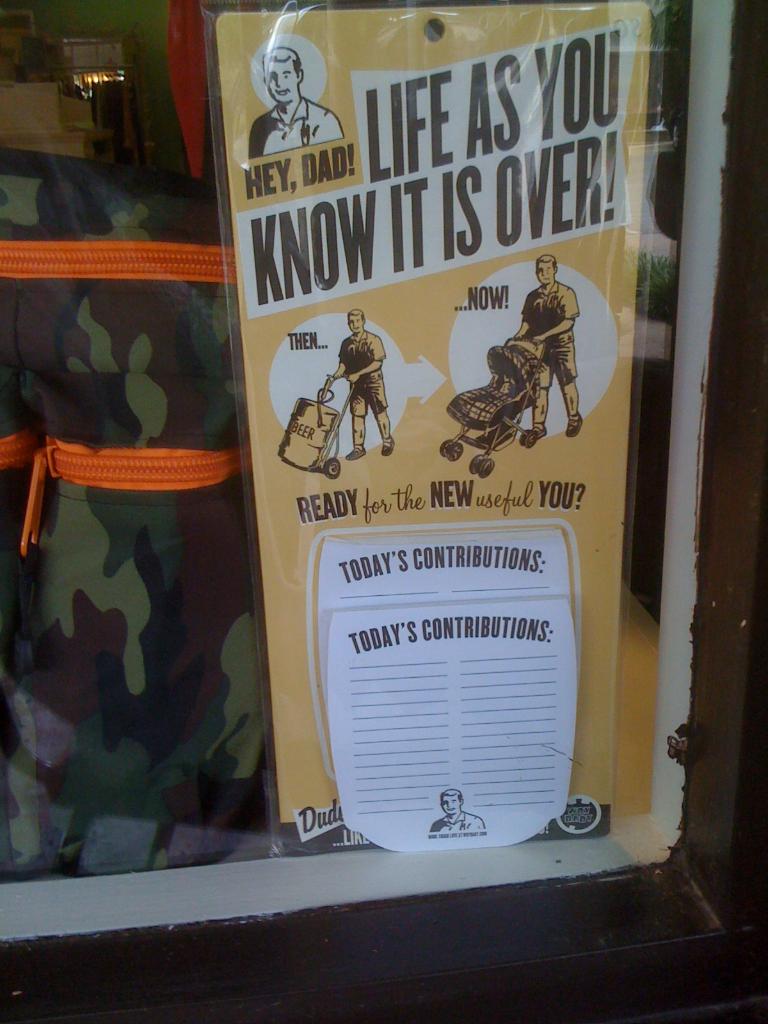 HEY, DAD!
LIFE AS YOU
KNOW IT IS OVER!
THEN...
...NOW!
BEER
READY for the NEW useful YOU?
TODAY'S CONTRIBUTIONS:
TODAY'S CONTRIBUTIONS: